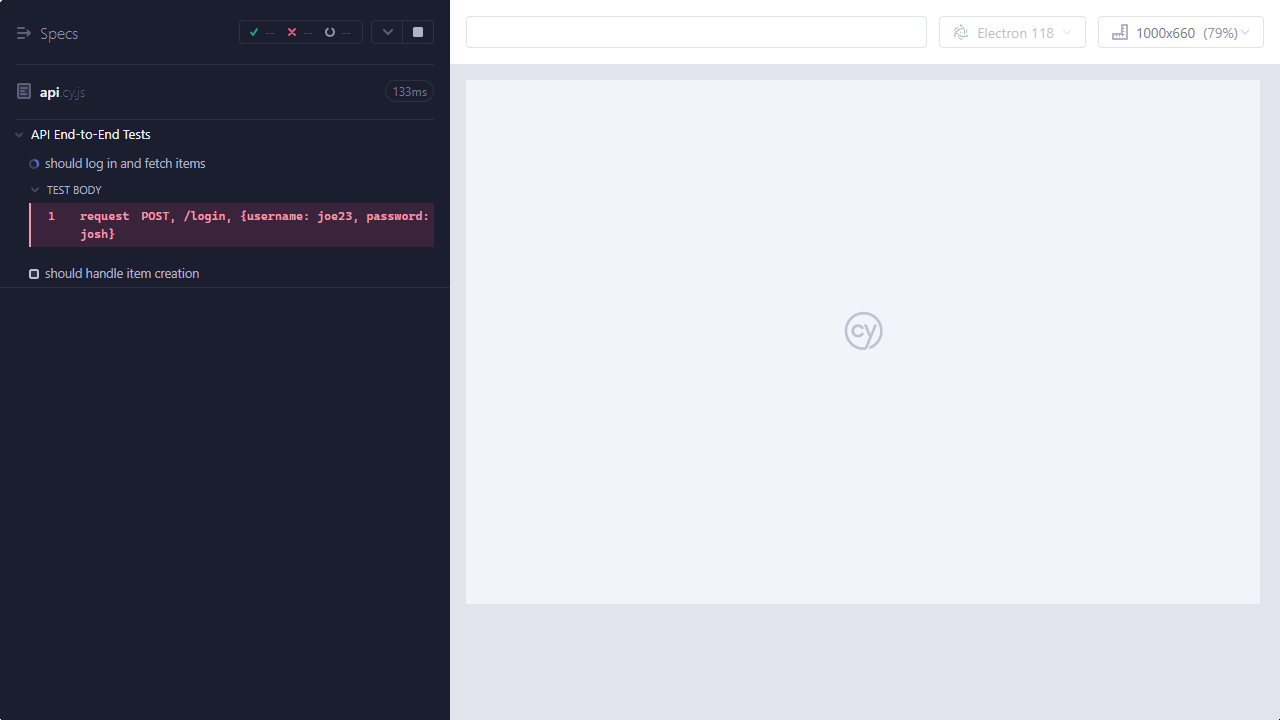 Specs
-- -- --
api.cy.js
133ms
API End-to-End Tests
should log in and fetch items
TEST BODY
1 request POST, /login, {username: joe23, password:
josh}
should handle item creation
Electron 118
1000x660 (79%)
cy